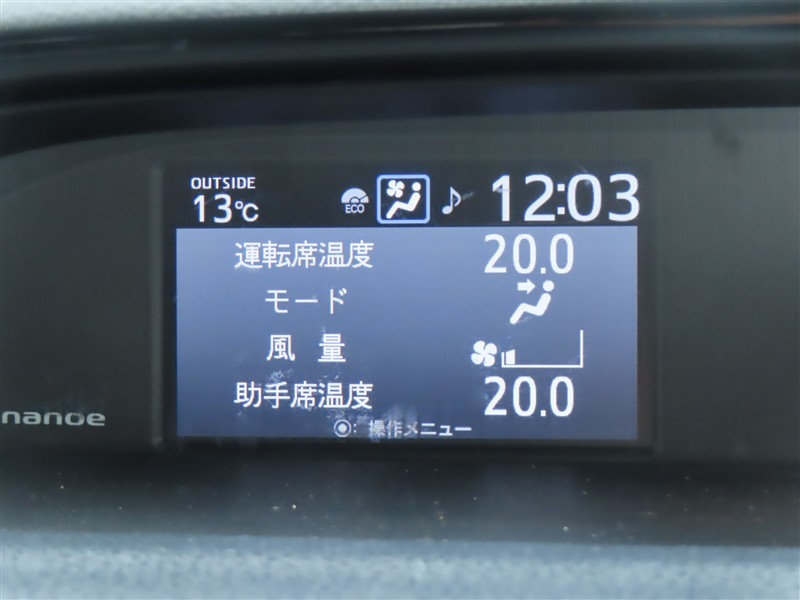 OUTSIDE
13℃
ECO
12:03
運転席温度 20.0
モード
風量
助手席温度 20.0
nanoe
◉: 操作メニュー